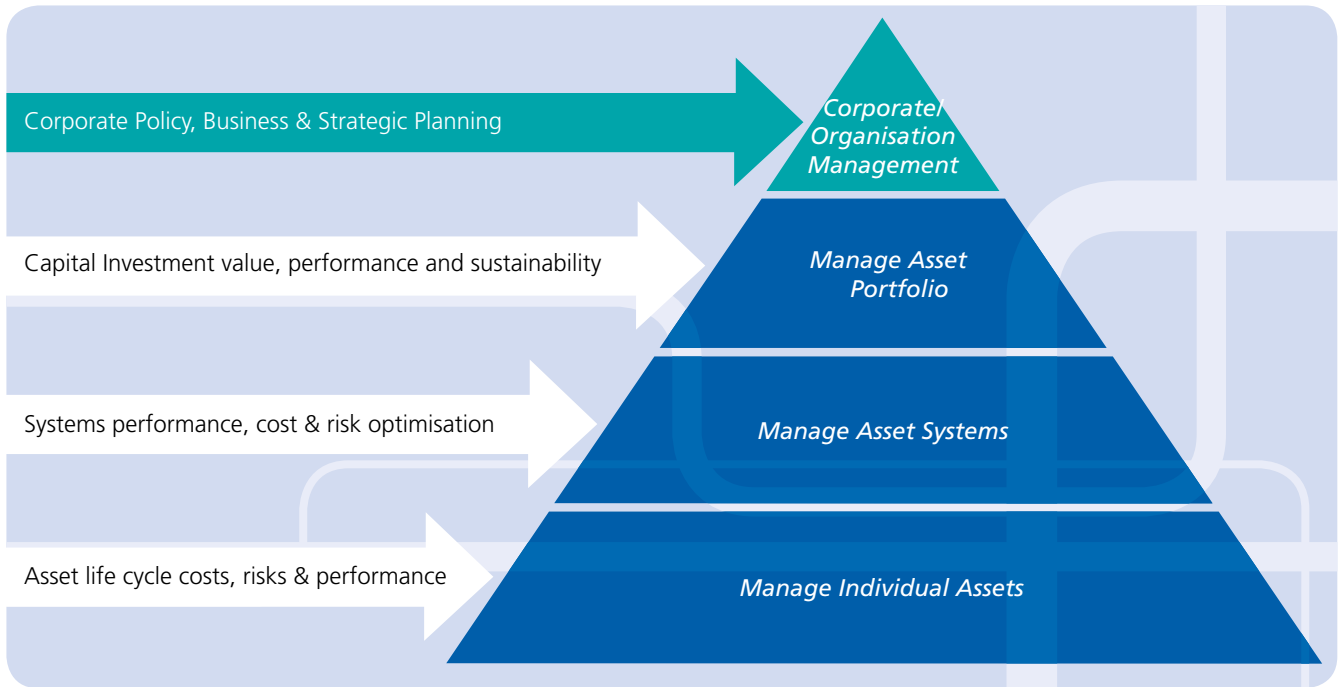 Corporate Policy, Business & Strategic Planning
Corporate/
Organisation
Management
Capital Investment value, performance and sustainability
Manage Asset
Portfolio
Systems performance, cost & risk optimisation
Manage Asset Systems
Asset life cycle costs, risks & performance
Manage Individual Assets